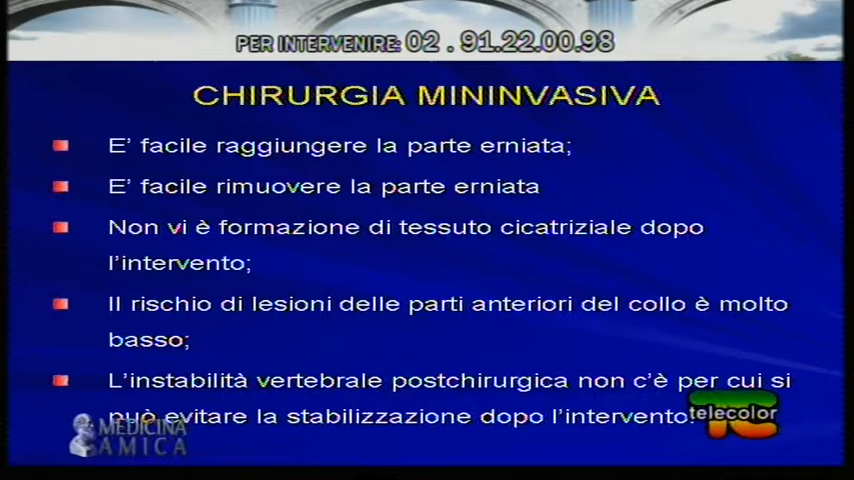 PER INTERVENIRE: 02 . 91.22.00.98
CHIRURGIA MININVASIVA
E' facile raggiungere la parte erniata;
E' facile rimuovere la parte erniata
Non vi è formazione di tessuto cicatriziale dopo
l'intervento;
Il rischio di lesioni delle parti anteriori del collo è molto
basso;
L'instabilità vertebrale postchirurgica non c'è per cui si
può evitare la stabilizzazione dopo l'intervento.
telecolor
MEDICINA
AMICA